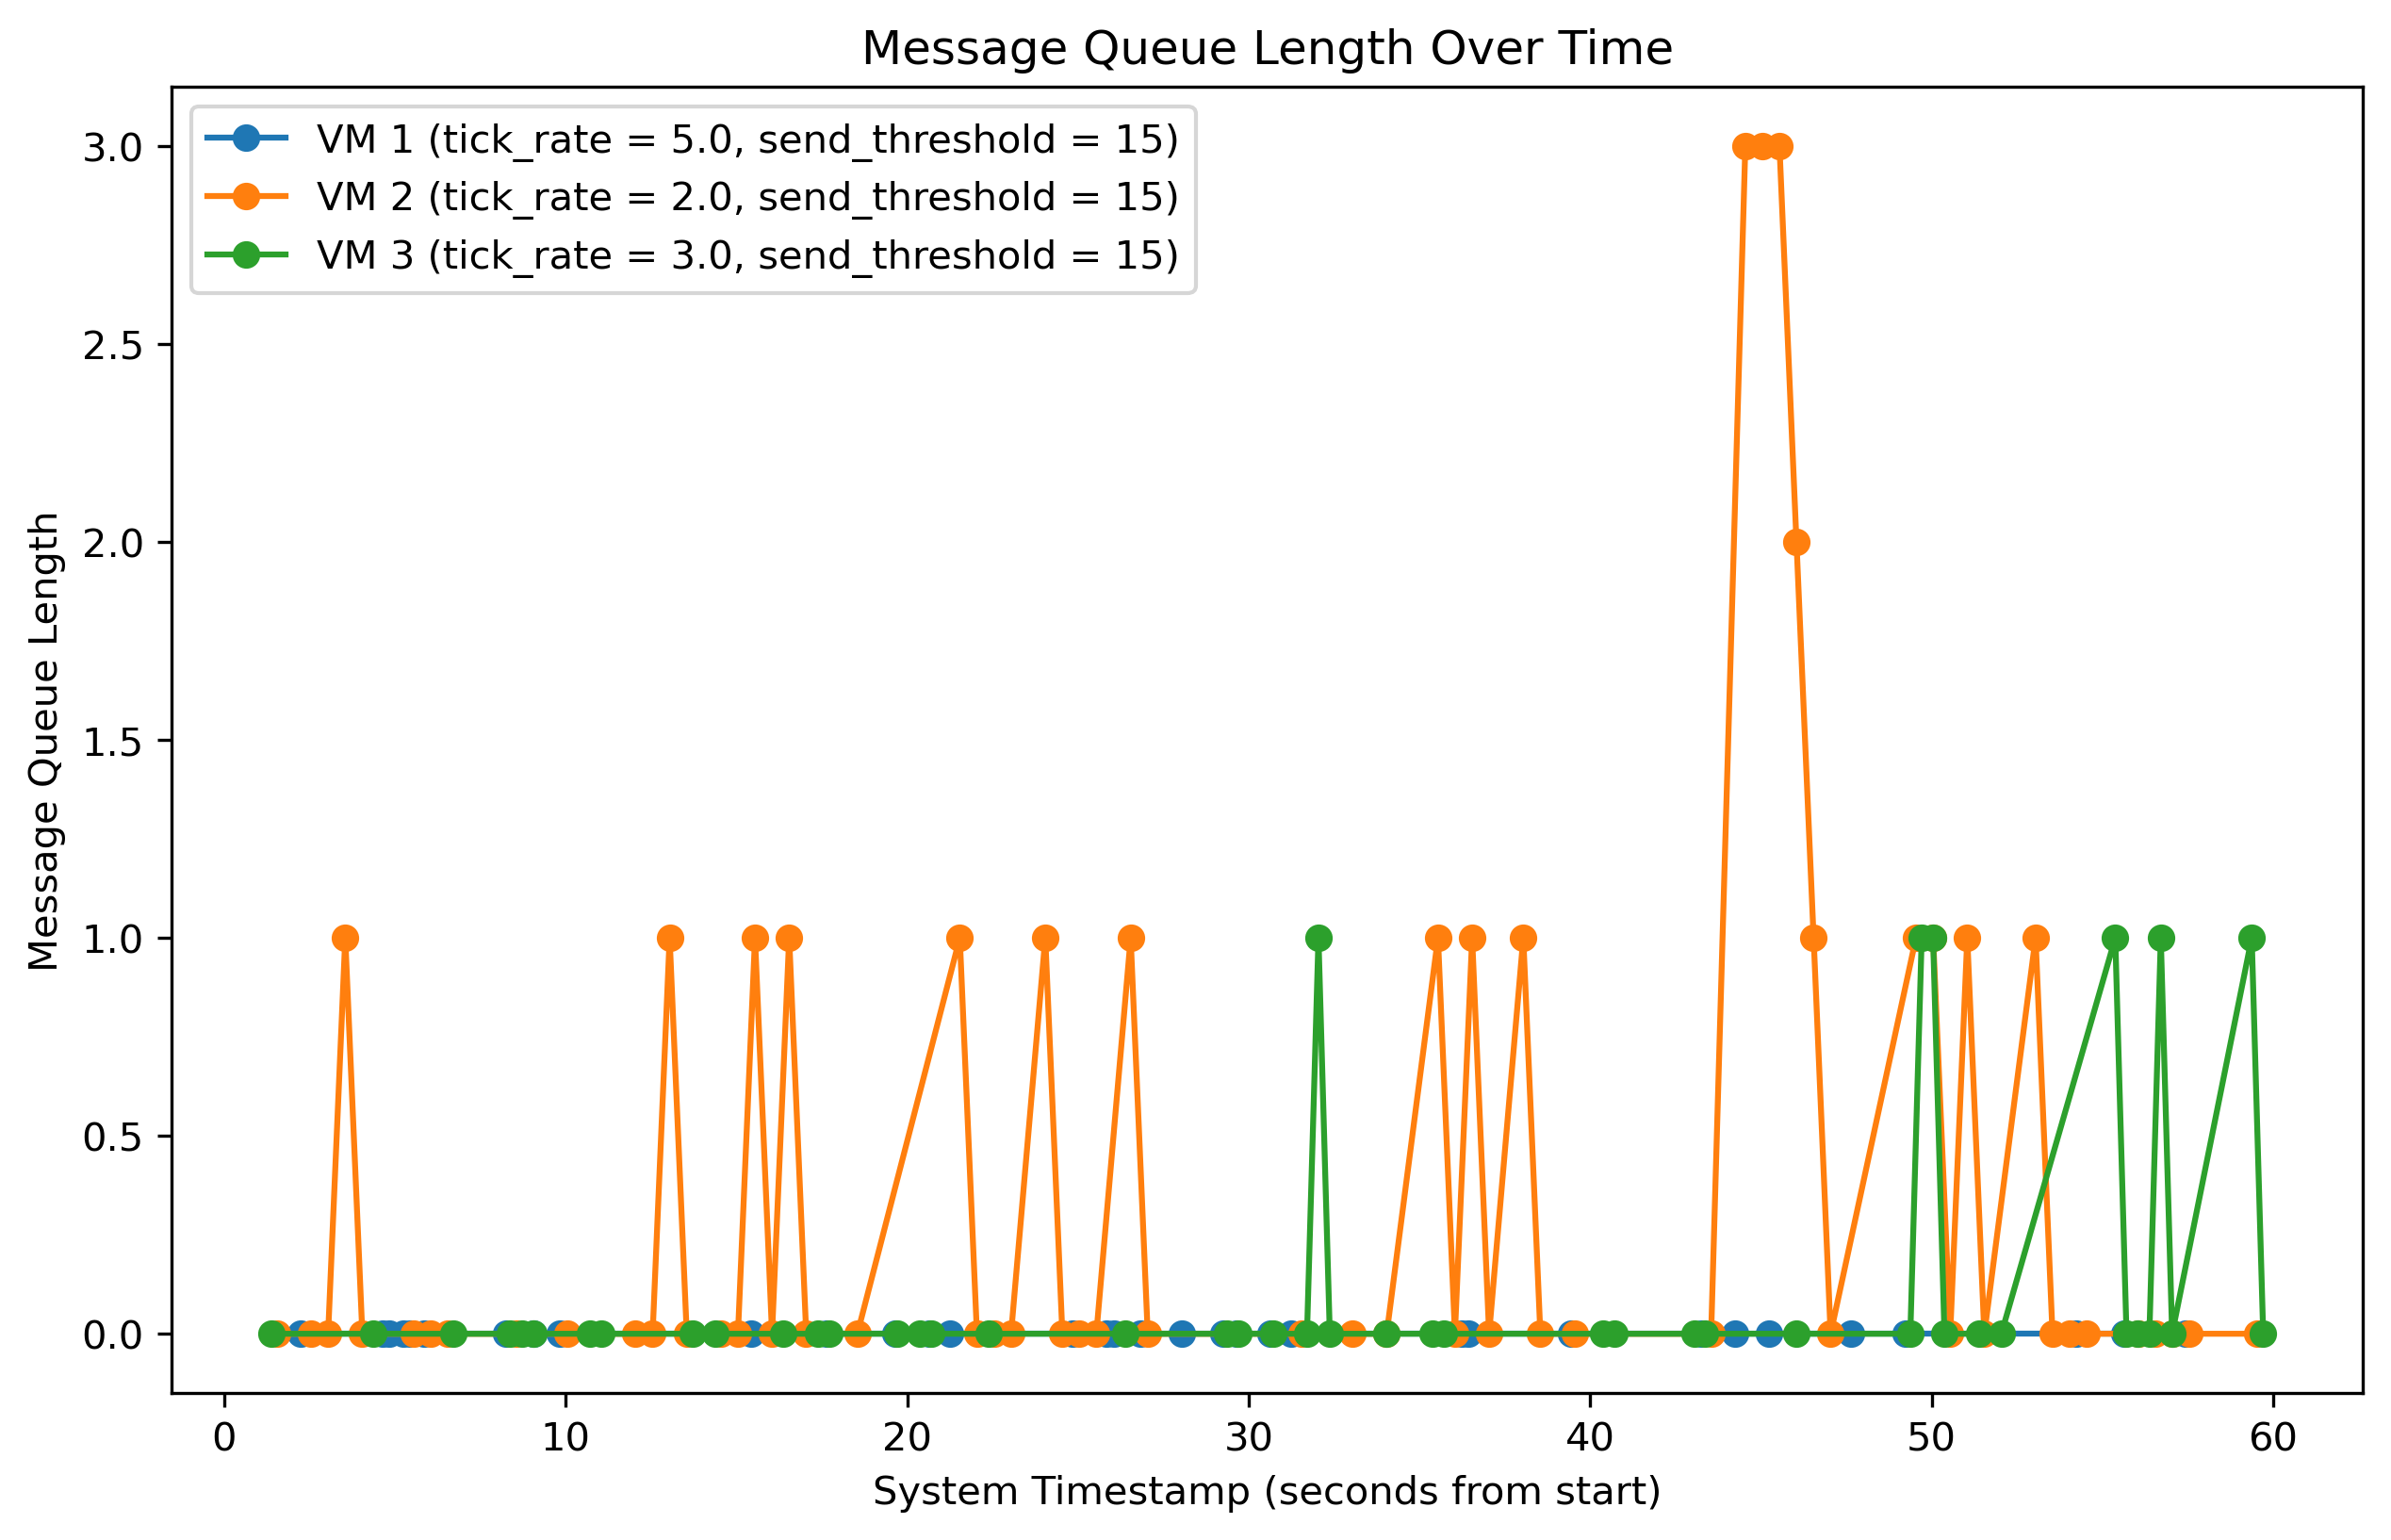 Message Queue Length Over Time
VM 1 (tick_rate = 5.0, send_threshold = 15)
VM 2 (tick_rate = 2.0, send_threshold = 15)
VM 3 (tick_rate = 3.0, send_threshold = 15)
3.0
2.5
2.0
1.5
1.0
0.5
0.0
Message Queue Length
0 10 20 30 40 50 60
System Timestamp (seconds from start)